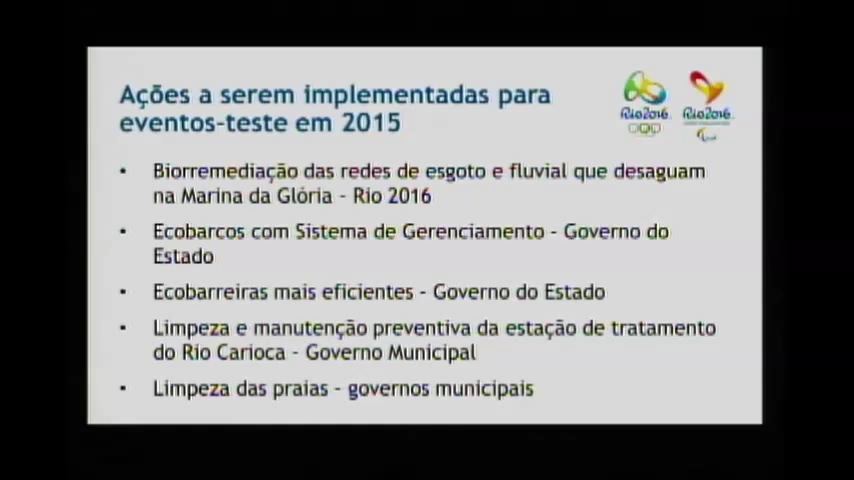 Ações a serem implementadas para
eventos-teste em 2015
Rio2016
Rio2016
• Biorremediação das redes de esgoto e fluvial que desaguam
na Marina da Glória – Rio 2016
• Ecobarcos com Sistema de Gerenciamento - Governo do
Estado
• Ecobarreiras mais eficientes – Governo do Estado
• Limpeza e manutenção preventiva da estação de tratamento
do Rio Carioca – Governo Municipal
• Limpeza das praias – governos municipais